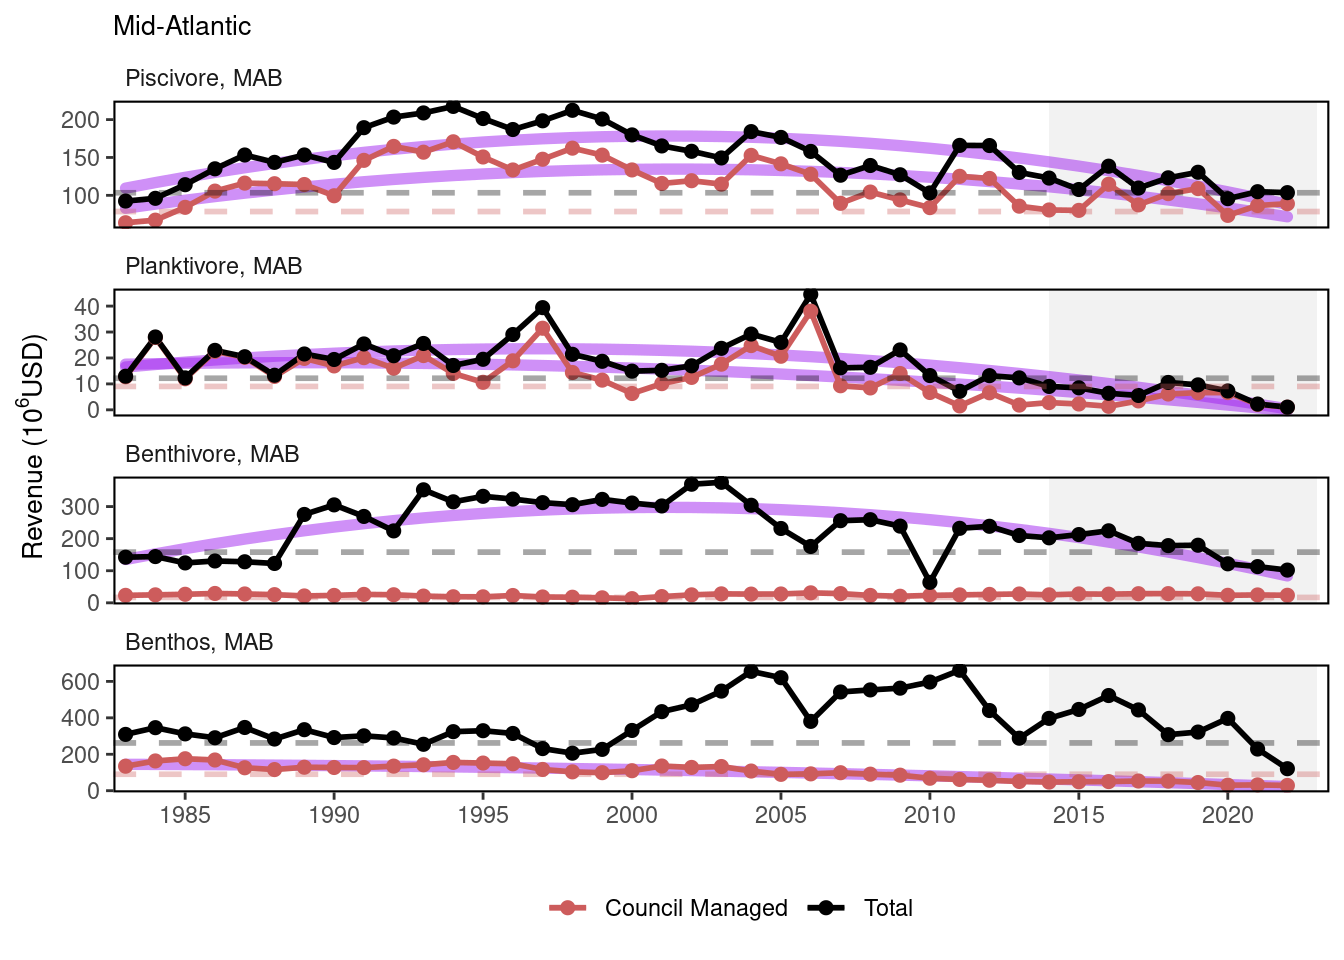 Mid-Atlantic
Piscivore, MAB
200
150
100
Planktivore, MAB
40
30
20
10
0
Revenue (10⁶USD)
Benthivore, MAB
300
200
100
0
Benthos, MAB
600
400
200
0
1985 1990 1995 2000 2005 2010 2015 2020
Council Managed Total